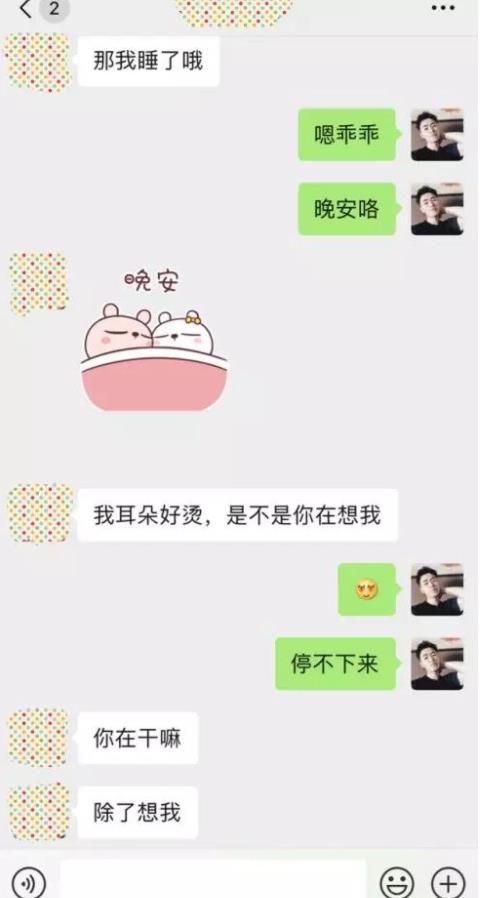 2
那我睡了哦
嗯乖乖
晚安咯
晚安
我耳朵好烫，是不是你在想我
停不下来
你在干嘛
除了想我